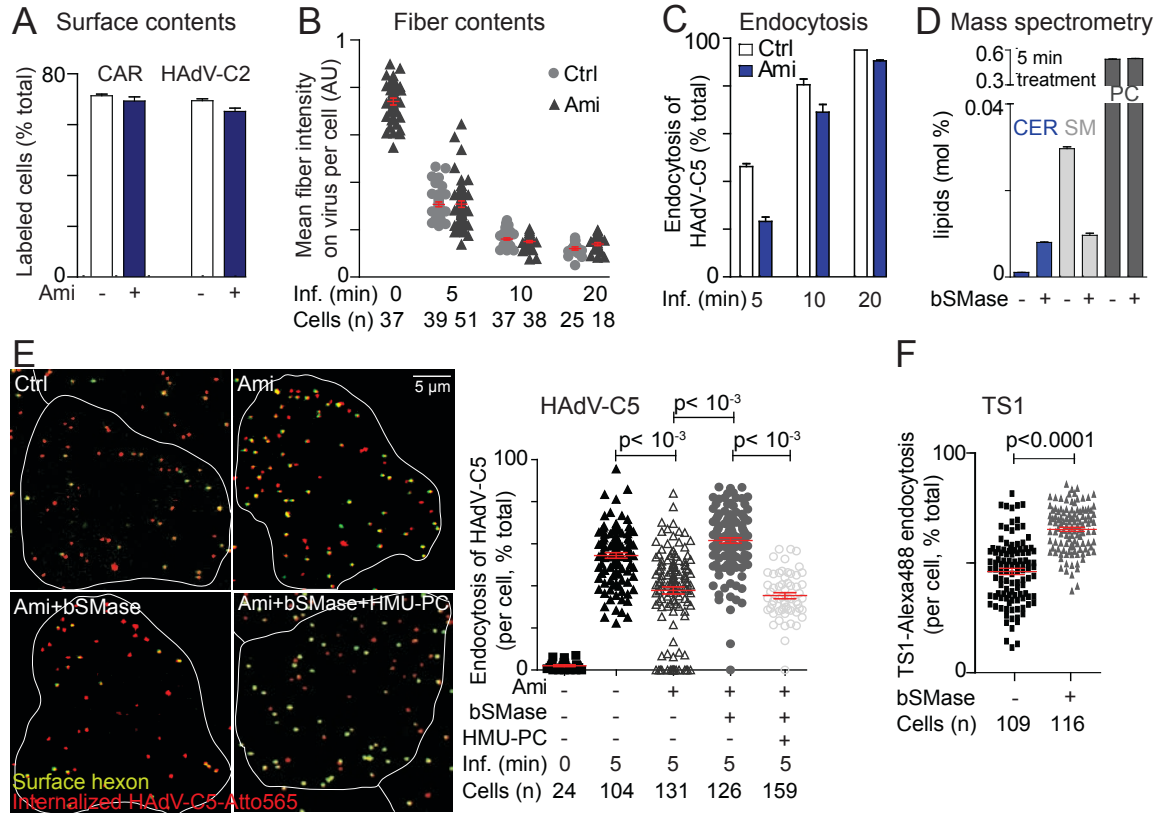 A Surface contents
Labeled cells (% total)
80
0
CAR HAdV-C2
Ami - + - +
B Fiber contents
Mean fiber intensity
on virus per cell (AU)
1
0
Ctrl
Ami
Inf. (min) 0 5 10 20
Cells (n) 37 39 51 37 38 25 18
C Endocytosis
Endocytosis of
HAdV-C5 (% total)
100
0
Ctrl
Ami
Inf. (min) 5 10 20
D Mass spectrometry
lipids (mol %)
0.6
0.3
0.04
0
5 min
treatment
PC
CER SM
bSMase - + - + - +
E
Ctrl
Ami
5 µm
Ami+bSMase
Ami+bSMase+HMU-PC
Surface hexon
Internalized HAdV-C5-Atto565
HAdV-C5
p< 10-3
p< 10-3 p< 10-3
Endocytosis of HAdV-C5
(per cell, % total)
100
0
Ami - - + + +
bSMase - - - + +
HMU-PC - - - - +
Inf. (min) 0 5 5 5 5
Cells (n) 24 104 131 126 159
F
TS1
p<0.0001
TS1-Alexa488 endocytosis
(per cell, % total)
100
0
bSMase - +
Cells (n) 109 116